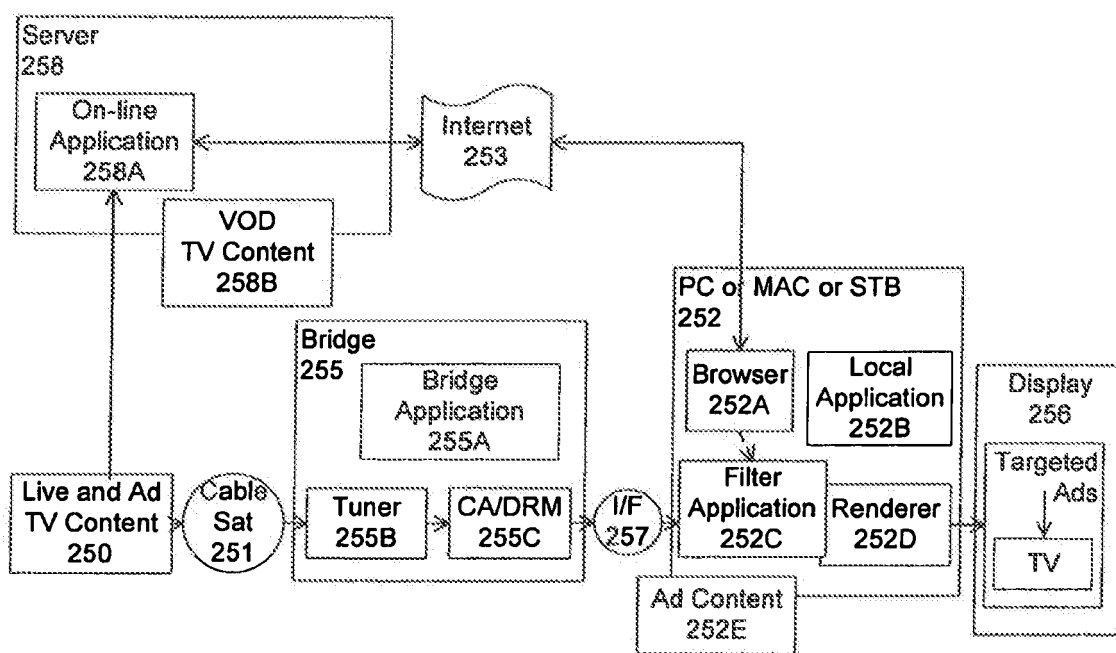 Server
258
On-line
Application
258A
Internet
253
VOD
TV Content
258B
PC or MAC or STB
252
Bridge
255
Bridge
Application
255A
Browser
252A
Local
Application
252B
Display
256
Live and Ad
TV Content
250
Cable
Sat
251
Tuner
255B
CA/DRM
255C
I/F
257
Filter
Application
252C
Renderer
252D
Targeted
Ads
TV
Ad Content
252E